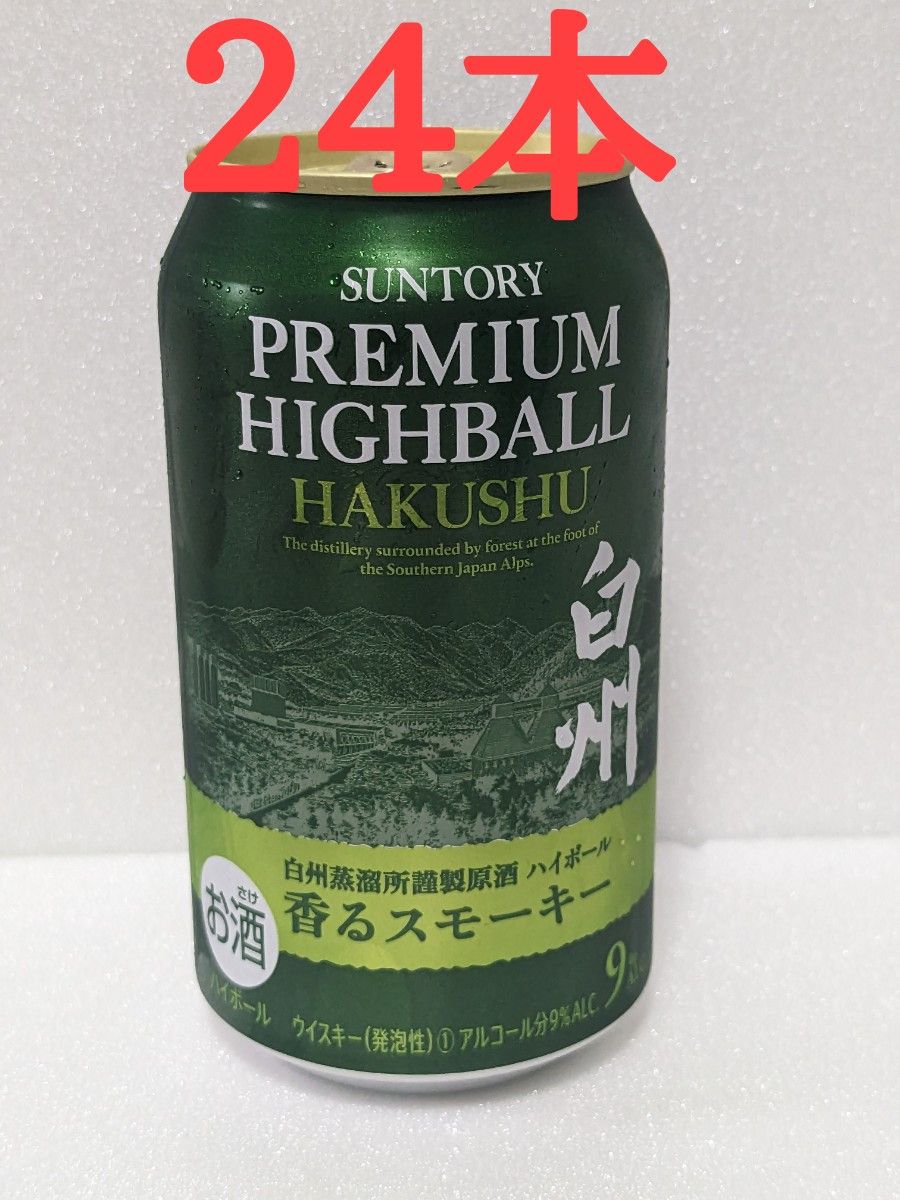 24本
SUNTORY
PREMIUM
HIGHBALL
HAKUSHU
The distillery surrounded by forest at the foot of
the Southern Japan Alps.
白州
白州蒸溜所謹製原酒 ハイボール
香るスモーキー
さけ
お酒
ハイボール
ウイスキー(発泡性)① アルコール分9%ALC.
9%